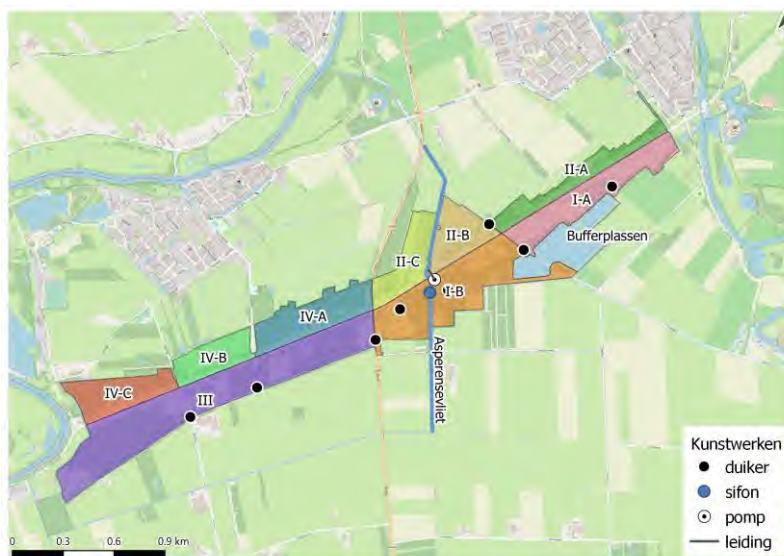 II-A
I-A
II-B
Bufferplassen
II-C
I-B
IV-A
IV-B
Asperensevliet
IV-C
III
Kunstwerken
duiker
sifon
pomp
leiding
0 0.3 0.6 0.9 km